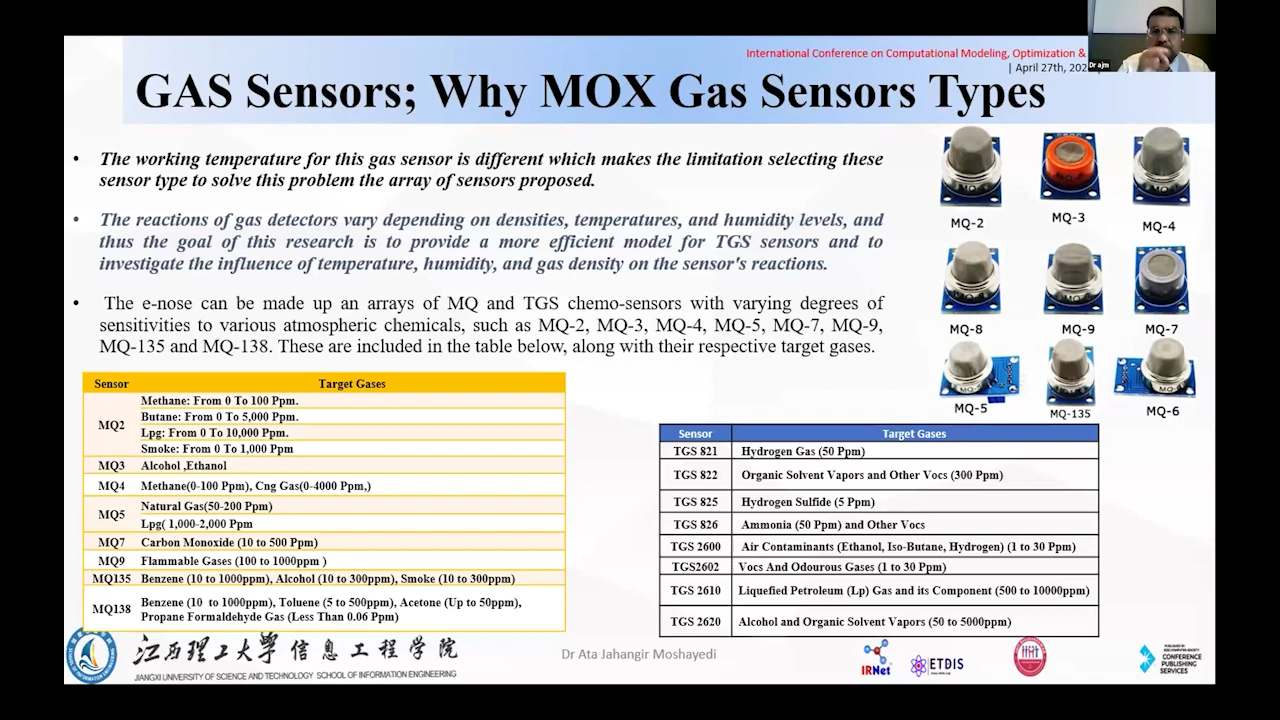 International Conference on Computational Modeling, Optimization &
| April 27th, 202
Dr ajm
GAS Sensors; Why MOX Gas Sensors Types
• The working temperature for this gas sensor is different which makes the limitation selecting these
sensor type to solve this problem the array of sensors proposed.
• The reactions of gas detectors vary depending on densities, temperatures, and humidity levels, and
thus the goal of this research is to provide a more efficient model for TGS sensors and to
investigate the influence of temperature, humidity, and gas density on the sensor's reactions.
• The e-nose can be made up an arrays of MQ and TGS chemo-sensors with varying degrees of
sensitivities to various atmospheric chemicals, such as MQ-2, MQ-3, MQ-4, MQ-5, MQ-7, MQ-9,
MQ-135 and MQ-138. These are included in the table below, along with their respective target gases.
MQ-2 MQ-3 MQ-4
MQ-8 MQ-9 MQ-7
MQ-5 MQ-135 MQ-6
Sensor Target Gases
MQ2 Methane: From 0 To 100 Ppm.
Butane: From 0 To 5,000 Ppm.
Lpg: From 0 To 10,000 Ppm.
Smoke: From 0 To 1,000 Ppm
MQ3 Alcohol ,Ethanol
MQ4 Methane(0-100 Ppm), Cng Gas(0-4000 Ppm,)
MQ5 Natural Gas(50-200 Ppm)
Lpg( 1,000-2,000 Ppm
MQ7 Carbon Monoxide (10 to 500 Ppm)
MQ9 Flammable Gases (100 to 1000ppm )
MQ135 Benzene (10 to 1000ppm), Alcohol (10 to 300ppm), Smoke (10 to 300ppm)
MQ138 Benzene (10 to 1000ppm), Toluene (5 to 500ppm), Acetone (Up to 50ppm),
Propane Formaldehyde Gas (Less Than 0.06 Ppm)
Sensor Target Gases
TGS 821 Hydrogen Gas (50 Ppm)
TGS 822 Organic Solvent Vapors and Other Vocs (300 Ppm)
TGS 825 Hydrogen Sulfide (5 Ppm)
TGS 826 Ammonia (50 Ppm) and Other Vocs
TGS 2600 Air Contaminants (Ethanol, Iso-Butane, Hydrogen) (1 to 30 Ppm)
TGS2602 Vocs And Odourous Gases (1 to 30 Ppm)
TGS 2610 Liquefied Petroleum (Lp) Gas and its Component (500 to 10000ppm)
TGS 2620 Alcohol and Organic Solvent Vapors (50 to 5000ppm)
江西理工大學 信息工程学院
JIANGXI UNIVERSITY OF SCIENCE AND TECHNOLOGY SCHOOL OF INFORMATION ENGINEERING
Dr Ata Jahangir Moshayedi
IRNet
ETDIS
CONFERENCE
PUBLISHING
SERVICES